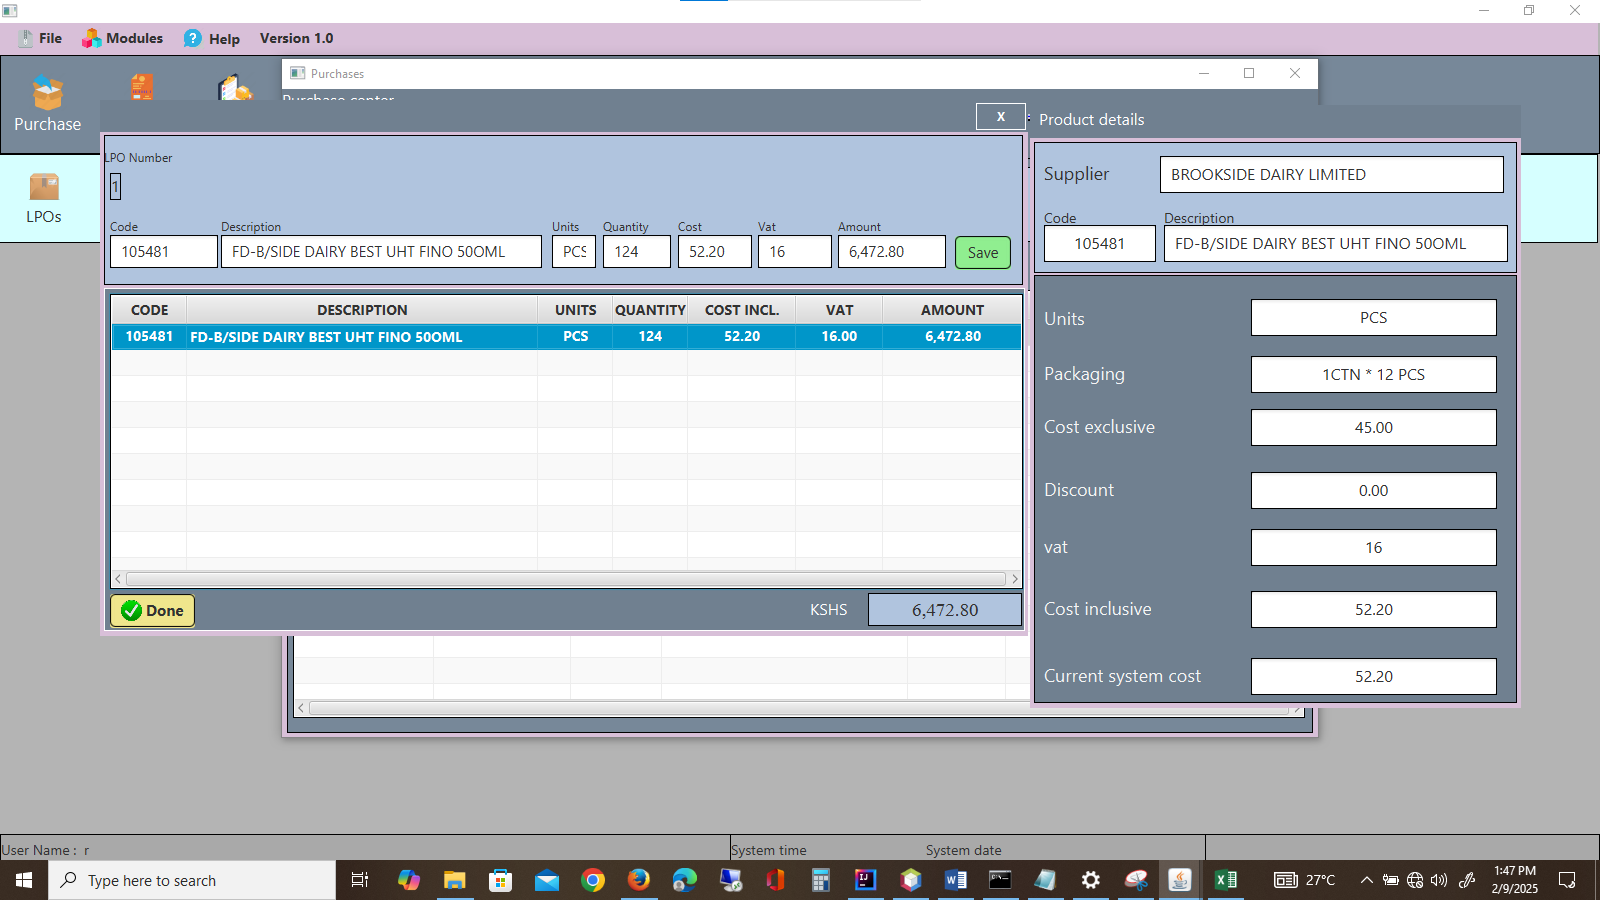 File Modules Help Version 1.0
Purchases
Purchase center
Purchase
LPOs
X
LPO Number
1
Code Description Units Quantity Cost Vat Amount
105481 FD-B/SIDE DAIRY BEST UHT FINO 50OML PCS 124 52.20 16 6,472.80 Save
CODE DESCRIPTION UNITS QUANTITY COST INCL. VAT AMOUNT
105481 FD-B/SIDE DAIRY BEST UHT FINO 50OML PCS 124 52.20 16.00 6,472.80
Done KSHS 6,472.80
Product details
Supplier BROOKSIDE DAIRY LIMITED
Code Description
105481 FD-B/SIDE DAIRY BEST UHT FINO 50OML
Units PCS
Packaging 1CTN * 12 PCS
Cost exclusive 45.00
Discount 0.00
vat 16
Cost inclusive 52.20
Current system cost 52.20
User Name : r System time System date
Type here to search 27°C 1:47 PM
2/9/2025